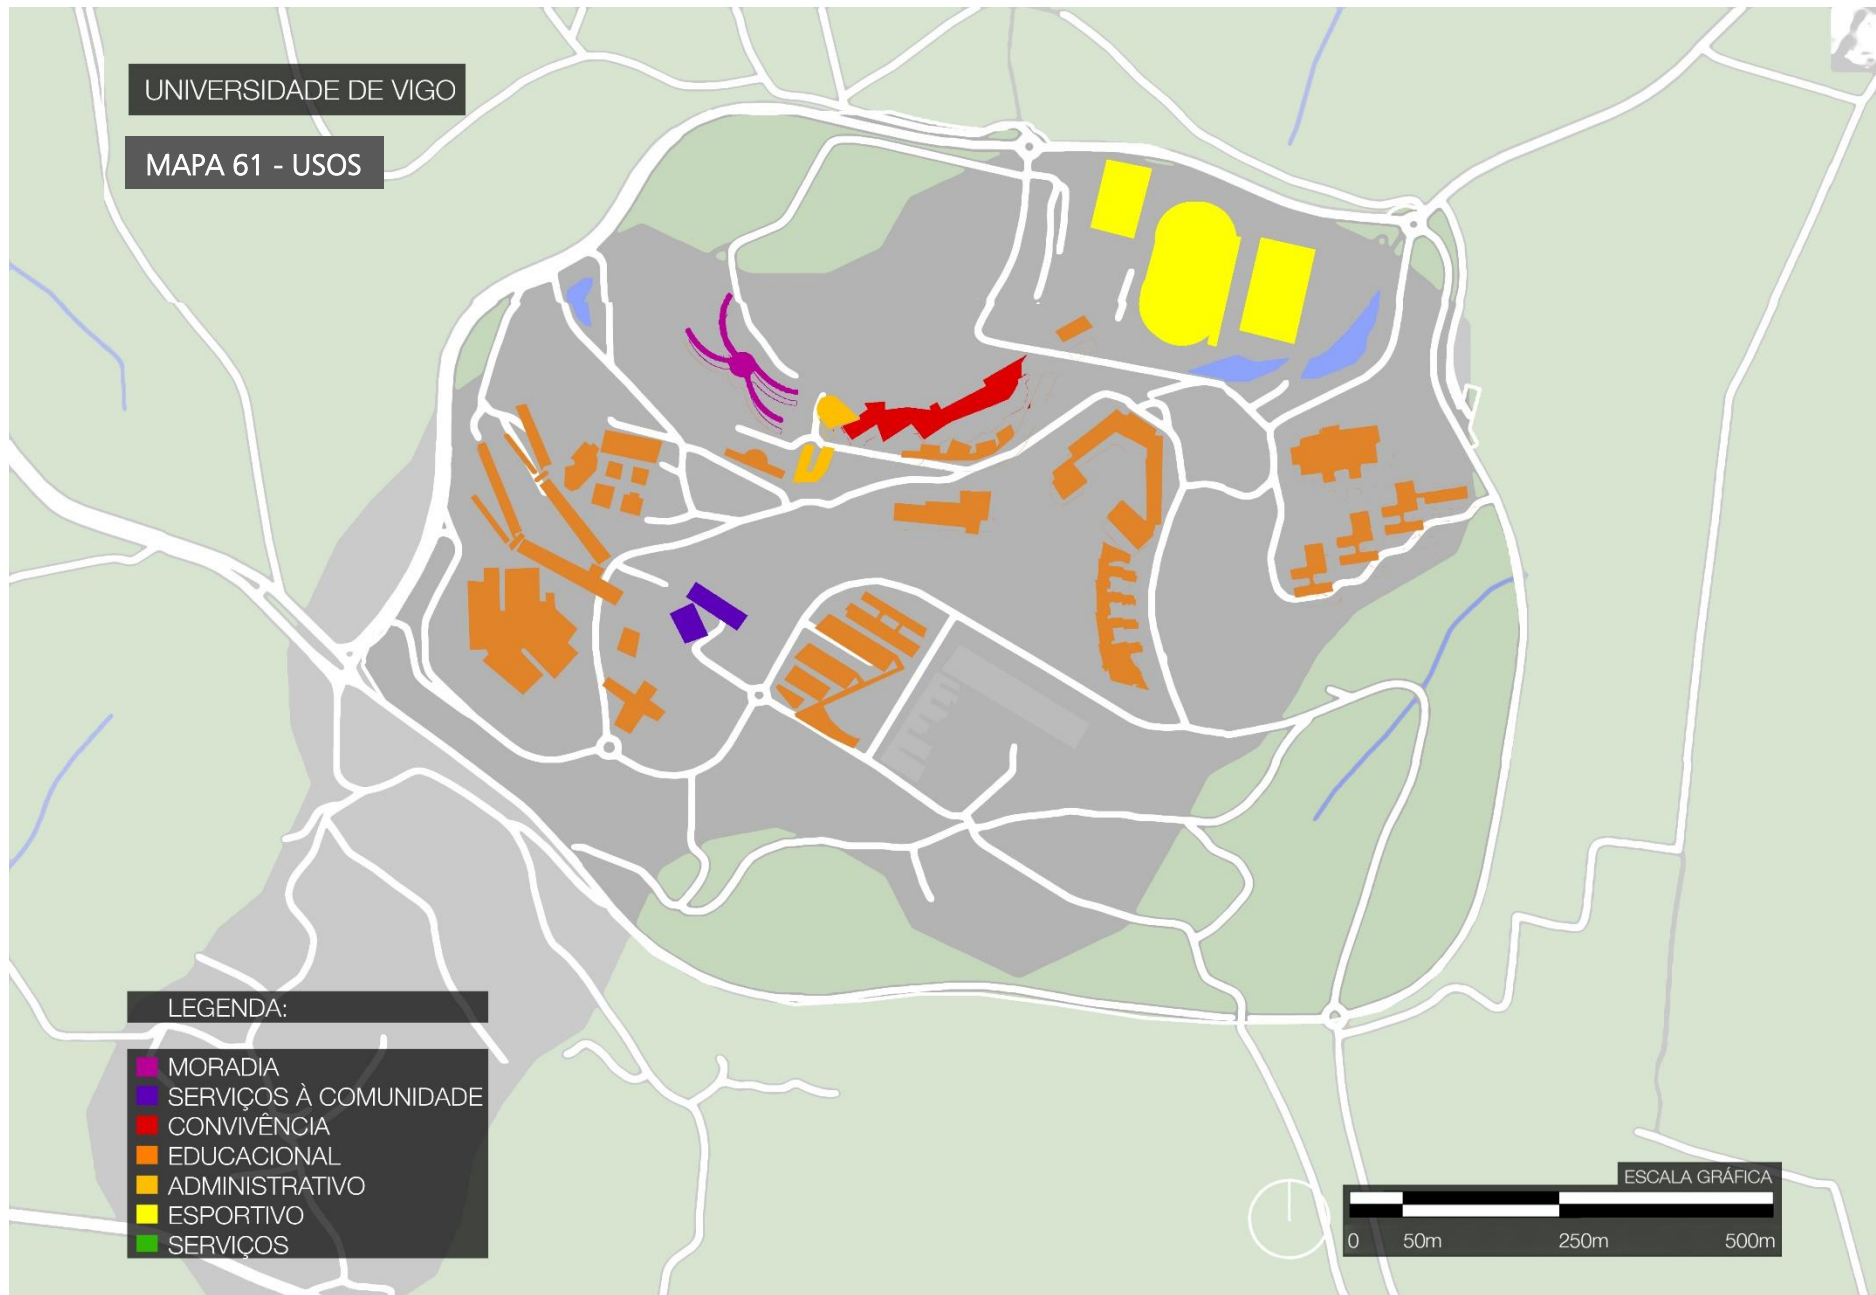 UNIVERSIDADE DE VIGO
MAPA 61 - USOS
LEGENDA:
MORADIA
SERVIÇOS À COMUNIDADE
CONVIVÊNCIA
EDUCACIONAL
ADMINISTRATIVO
ESPORTIVO
SERVIÇOS
ESCALA GRÁFICA
0 50m 250m 500m